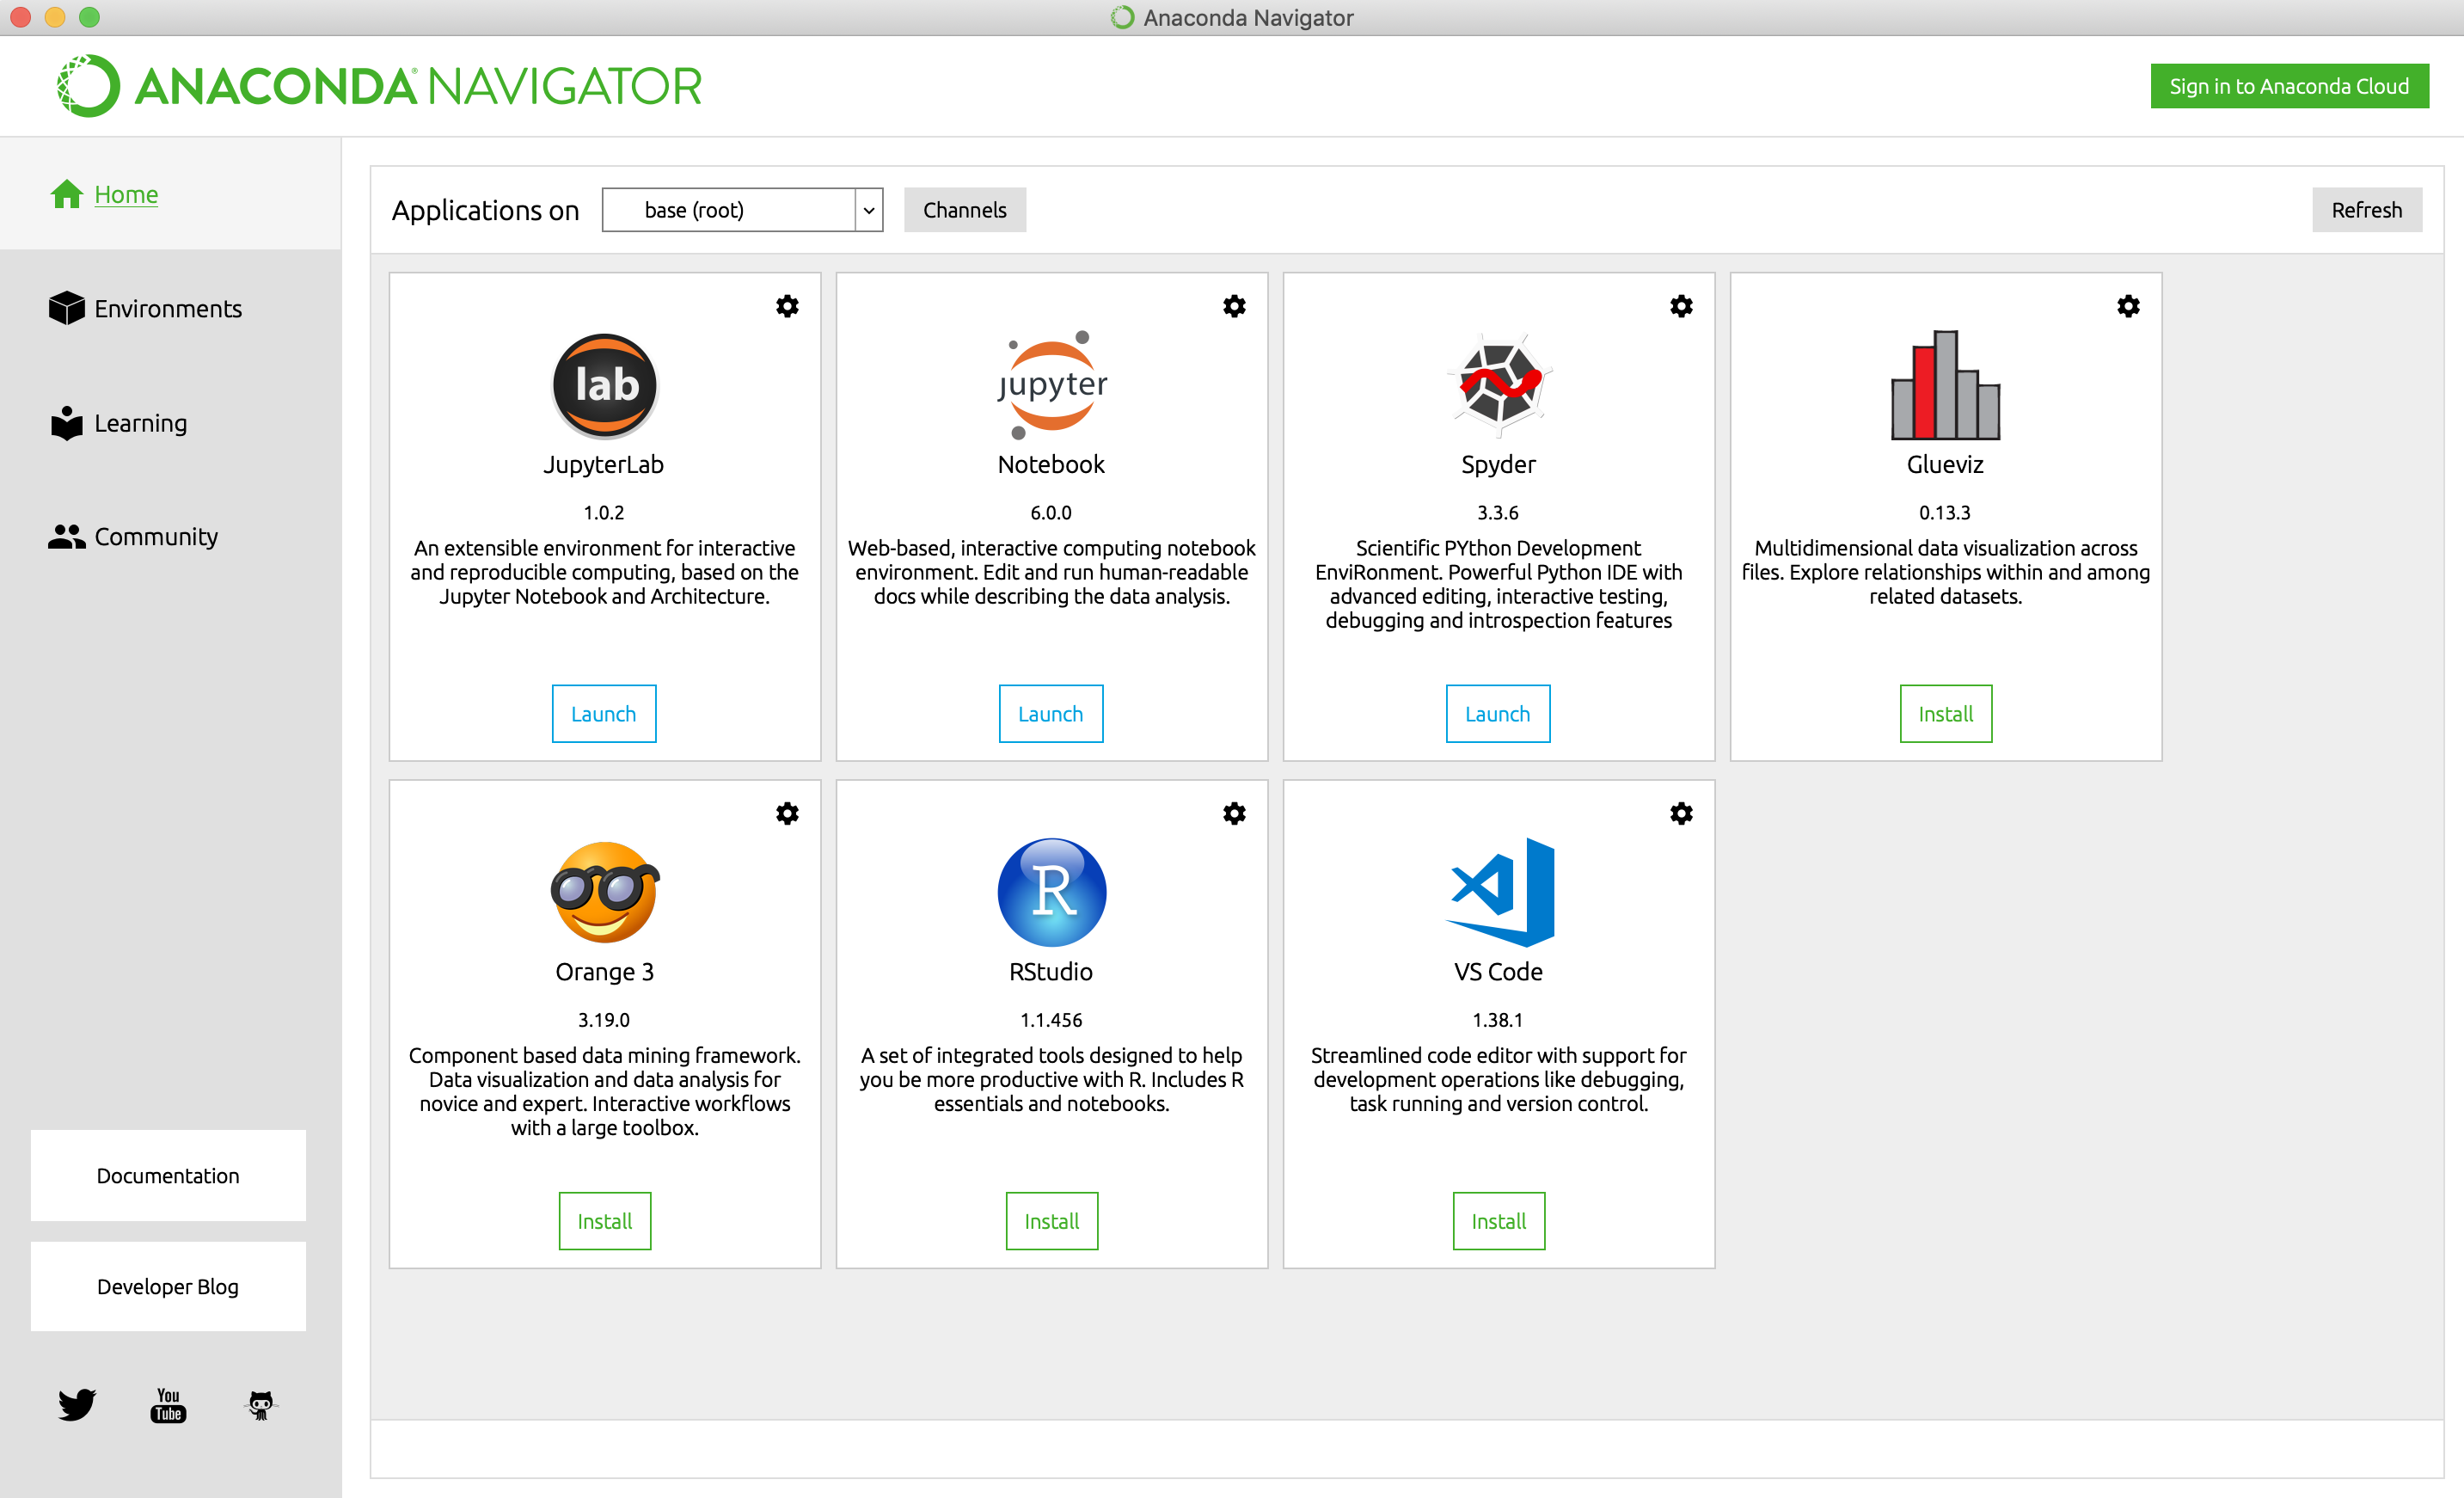 Anaconda Navigator
ANACONDA® NAVIGATOR
Sign in to Anaconda Cloud
Home
Environments
Learning
Community
Documentation
Developer Blog
You
Tube
Applications on
base (root)
Channels
Refresh
lab
JupyterLab
1.0.2
An extensible environment for interactive
and reproducible computing, based on the
Jupyter Notebook and Architecture.
Launch
jupyter
Notebook
6.0.0
Web-based, interactive computing notebook
environment. Edit and run human-readable
docs while describing the data analysis.
Launch
Spyder
3.3.6
Scientific PYthon Development
EnviRonment. Powerful Python IDE with
advanced editing, interactive testing,
debugging and introspection features
Launch
Glueviz
0.13.3
Multidimensional data visualization across
files. Explore relationships within and among
related datasets.
Install
Orange 3
3.19.0
Component based data mining framework.
Data visualization and data analysis for
novice and expert. Interactive workflows
with a large toolbox.
Install
R
RStudio
1.1.456
A set of integrated tools designed to help
you be more productive with R. Includes R
essentials and notebooks.
Install
VS Code
1.38.1
Streamlined code editor with support for
development operations like debugging,
task running and version control.
Install